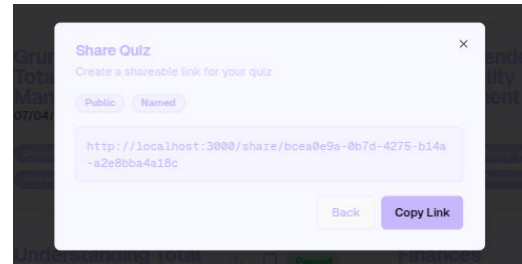 Share Quiz
Create a shareable link for your quiz
Public Named
http://localhost:3000/share/bcea0e9a-0b7d-4275-b14a
-a2e8bba4a18c
Back Copy Link
07/04/
Understanding Total
Passed
Finances